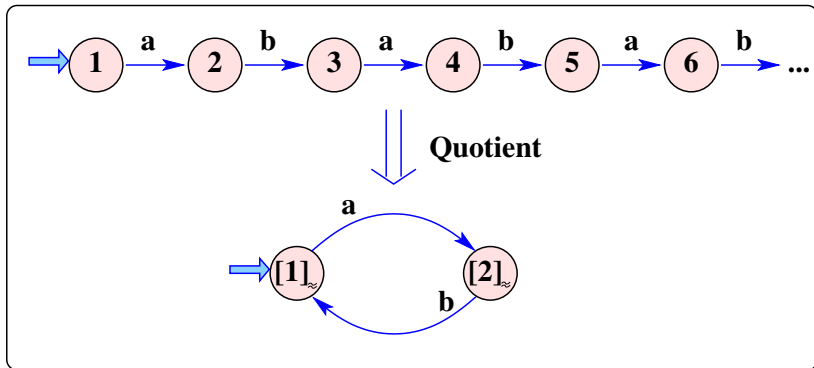 a b a b a b
1 2 3 4 5 6 ...
Quotient
a
[1]≈ [2]≈
b